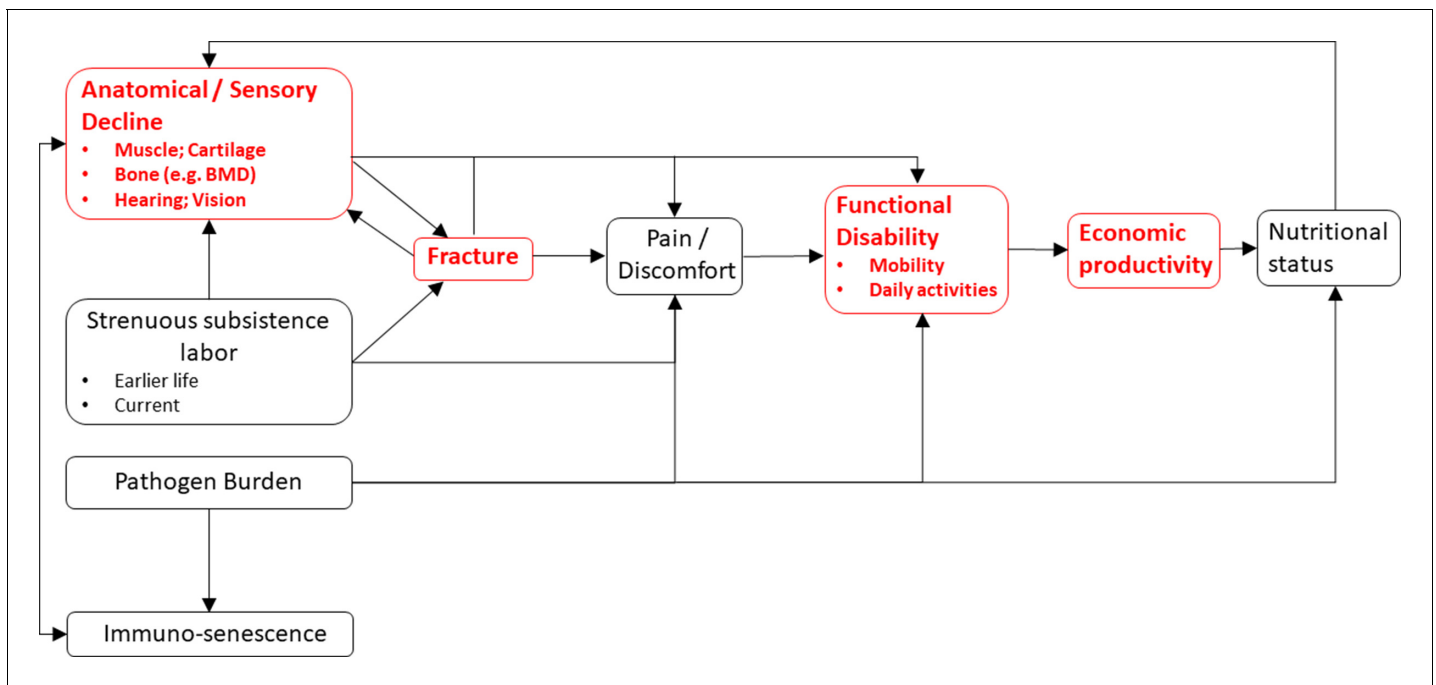 Anatomical / Sensory
Decline
• Muscle; Cartilage
• Bone (e.g. BMD)
• Hearing; Vision
Fracture
Pain /
Discomfort
Functional
Disability
• Mobility
• Daily activities
Economic
productivity
Nutritional
status
Strenuous subsistence
labor
• Earlier life
• Current
Pathogen Burden
Immuno-senescence